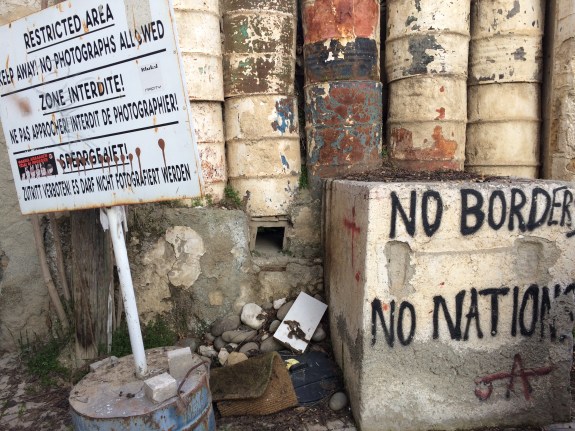 RESTRICTED AREA
KEEP AWAY! NO PHOTOGRAPHS ALLOWED
ZONE INTERDITE!
NE PAS APPROCHER! INTERDIT DE PHOTOGRAPHIER!
SPERRGEBIET!
ZUTRITT VERBOTEN! ES DARF NICHT FOTOGRAFIERT WERDEN
NO BORDER
NO NATION
A